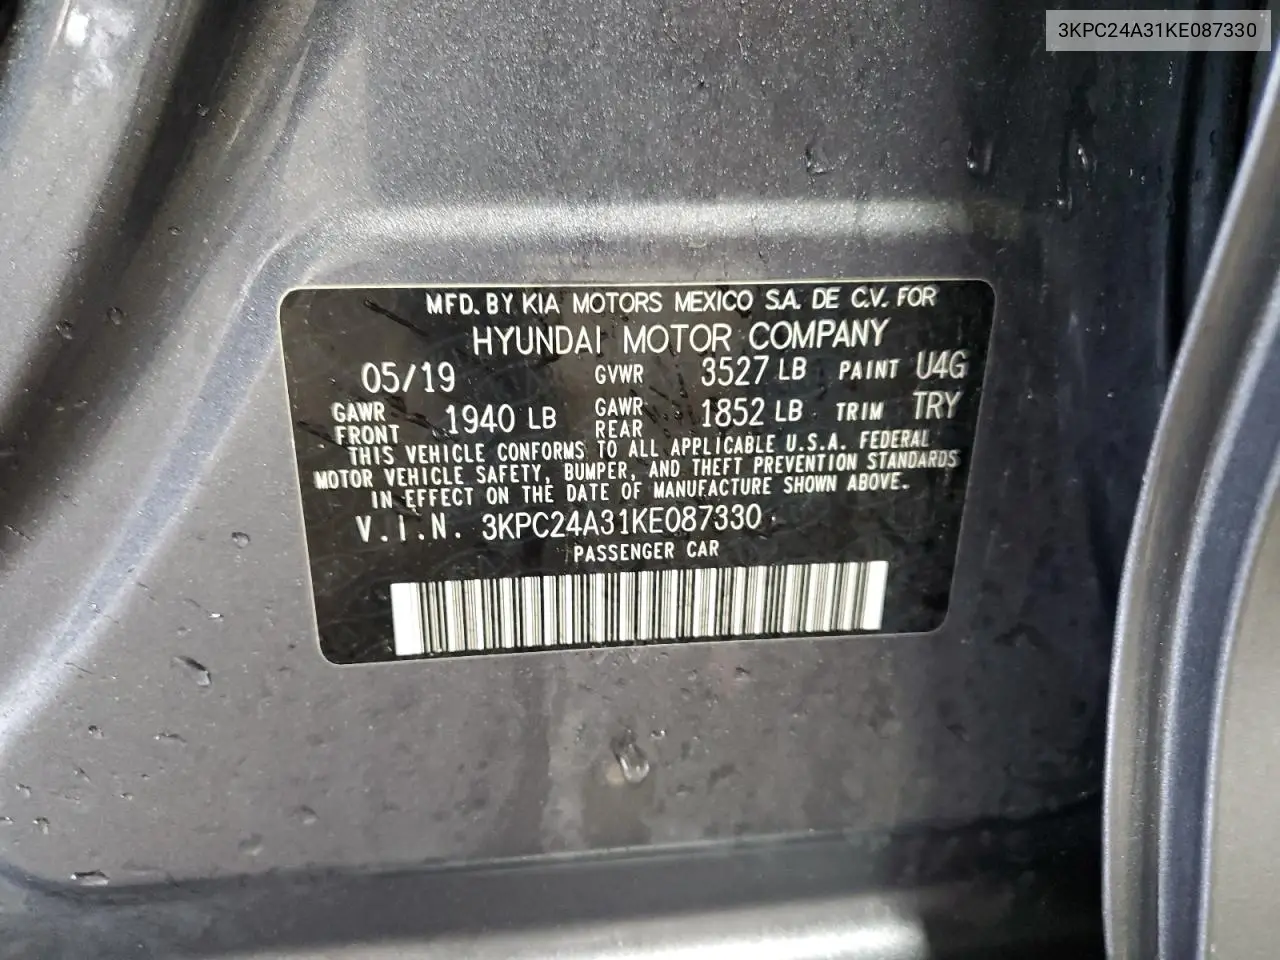 3KPC24A31KE087330
MFD. BY KIA MOTORS MEXICO S.A. DE C.V. FOR
HYUNDAI MOTOR COMPANY
05/19 GVWR 3527 LB PAINT U4G
GAWR FRONT 1940 LB GAWR REAR 1852 LB TRIM TRY
THIS VEHICLE CONFORMS TO ALL APPLICABLE U.S.A. FEDERAL
MOTOR VEHICLE SAFETY, BUMPER, AND THEFT PREVENTION STANDARDS
IN EFFECT ON THE DATE OF MANUFACTURE SHOWN ABOVE.
V.I.N. 3KPC24A31KE087330
PASSENGER CAR